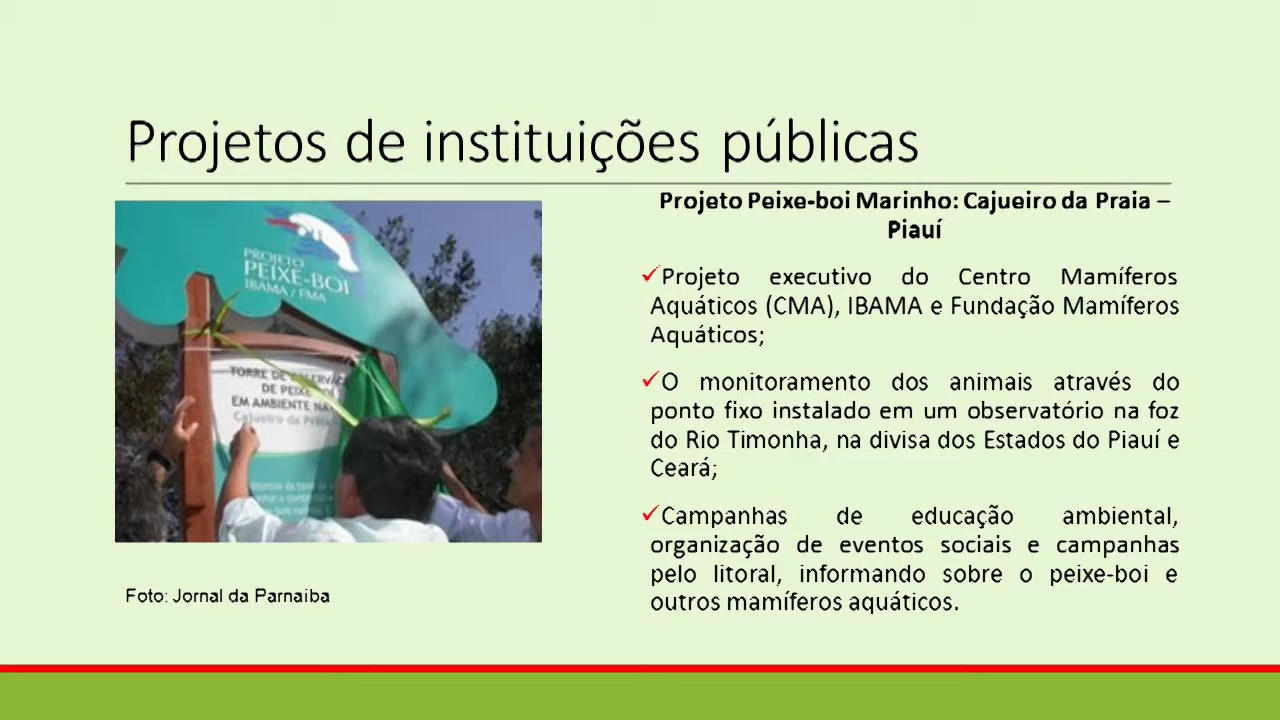 Projetos de instituições públicas
PROJETO
PEIXE-BOI
IBAMA / FMA
TORRE DE
DE PEIXE-BOI
EM AMBIENTE NA
Cajueiro da Praia
Foto: Jornal da Parnaiba
Projeto Peixe-boi Marinho: Cajueiro da Praia –
Piauí
✓Projeto executivo do Centro Mamíferos
Aquáticos (CMA), IBAMA e Fundação Mamíferos
Aquáticos;
✓O monitoramento dos animais através do
ponto fixo instalado em um observatório na foz
do Rio Timonha, na divisa dos Estados do Piauí e
Ceará;
✓Campanhas de educação ambiental,
organização de eventos sociais e campanhas
pelo litoral, informando sobre o peixe-boi e
outros mamíferos aquáticos.